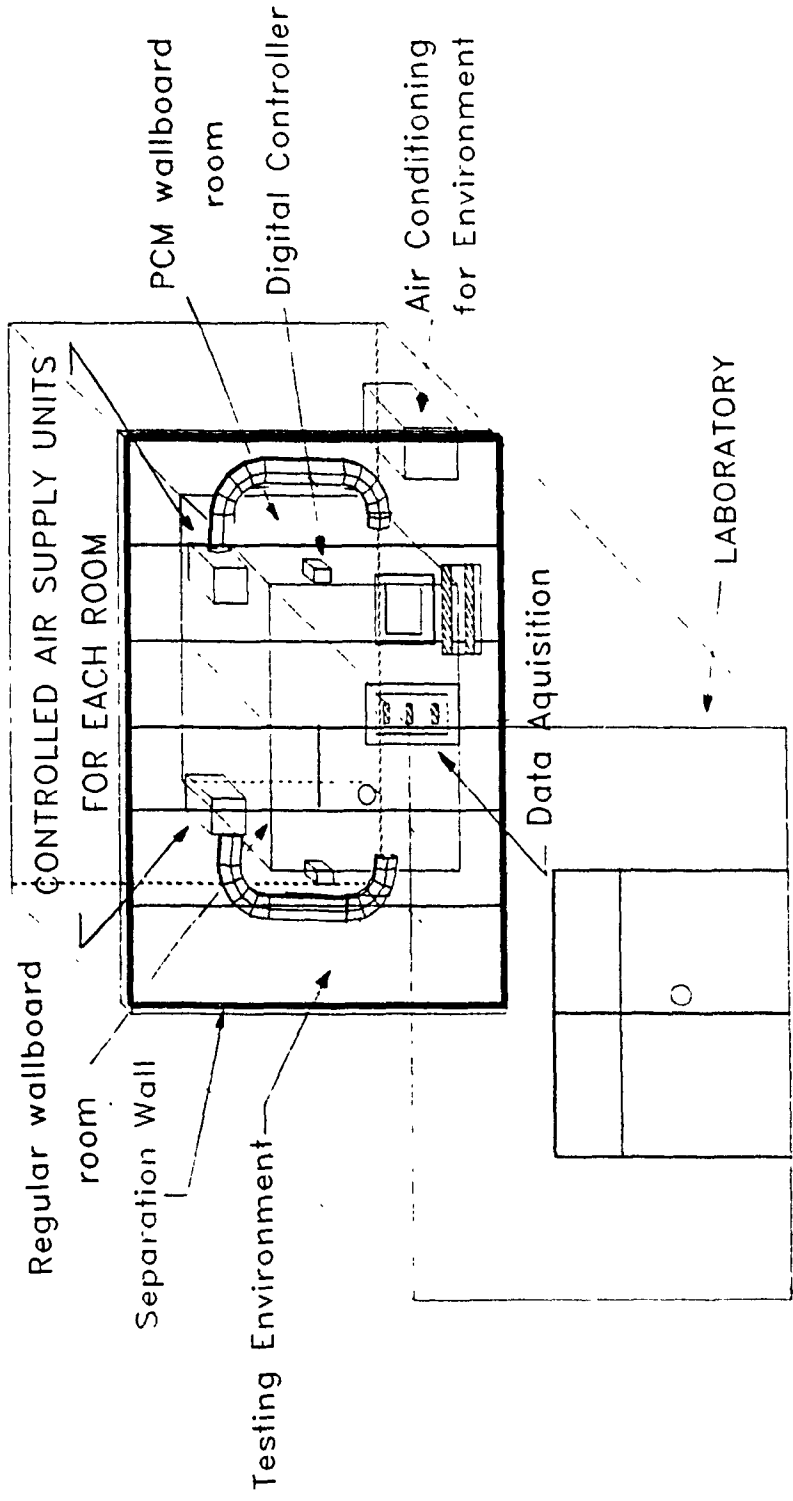 CONTROLLED AIR SUPPLY UNITS
FOR EACH ROOM
Regular wallboard
room
Separation Wall
Testing Environment
PCM wallboard
room
Digital Controller
Air Conditioning
for Environment
Data Aquisition
LABORATORY